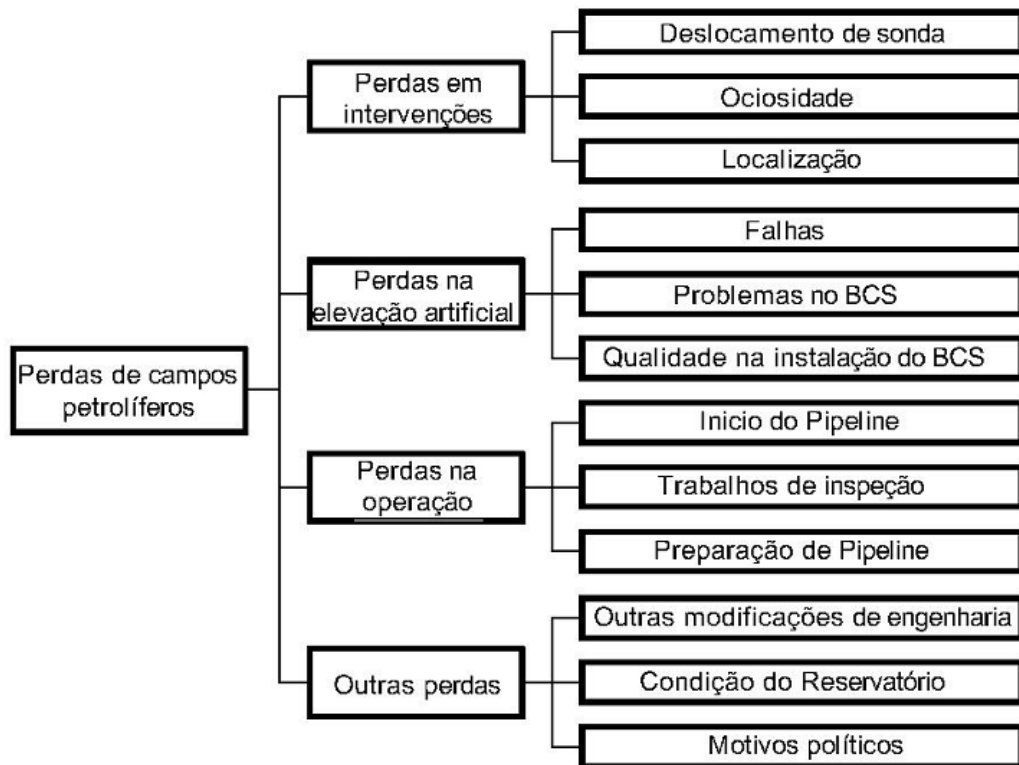 Perdas de campos
petrolíferos
Perdas em
intervenções
Deslocamento de sonda
Ociosidade
Localização
Perdas na
elevação artificial
Falhas
Problemas no BCS
Qualidade na instalação do BCS
Perdas na
operação
Inicio do Pipeline
Trabalhos de inspeção
Preparação de Pipeline
Outras perdas
Outras modificações de engenharia
Condição do Reservatório
Motivos políticos